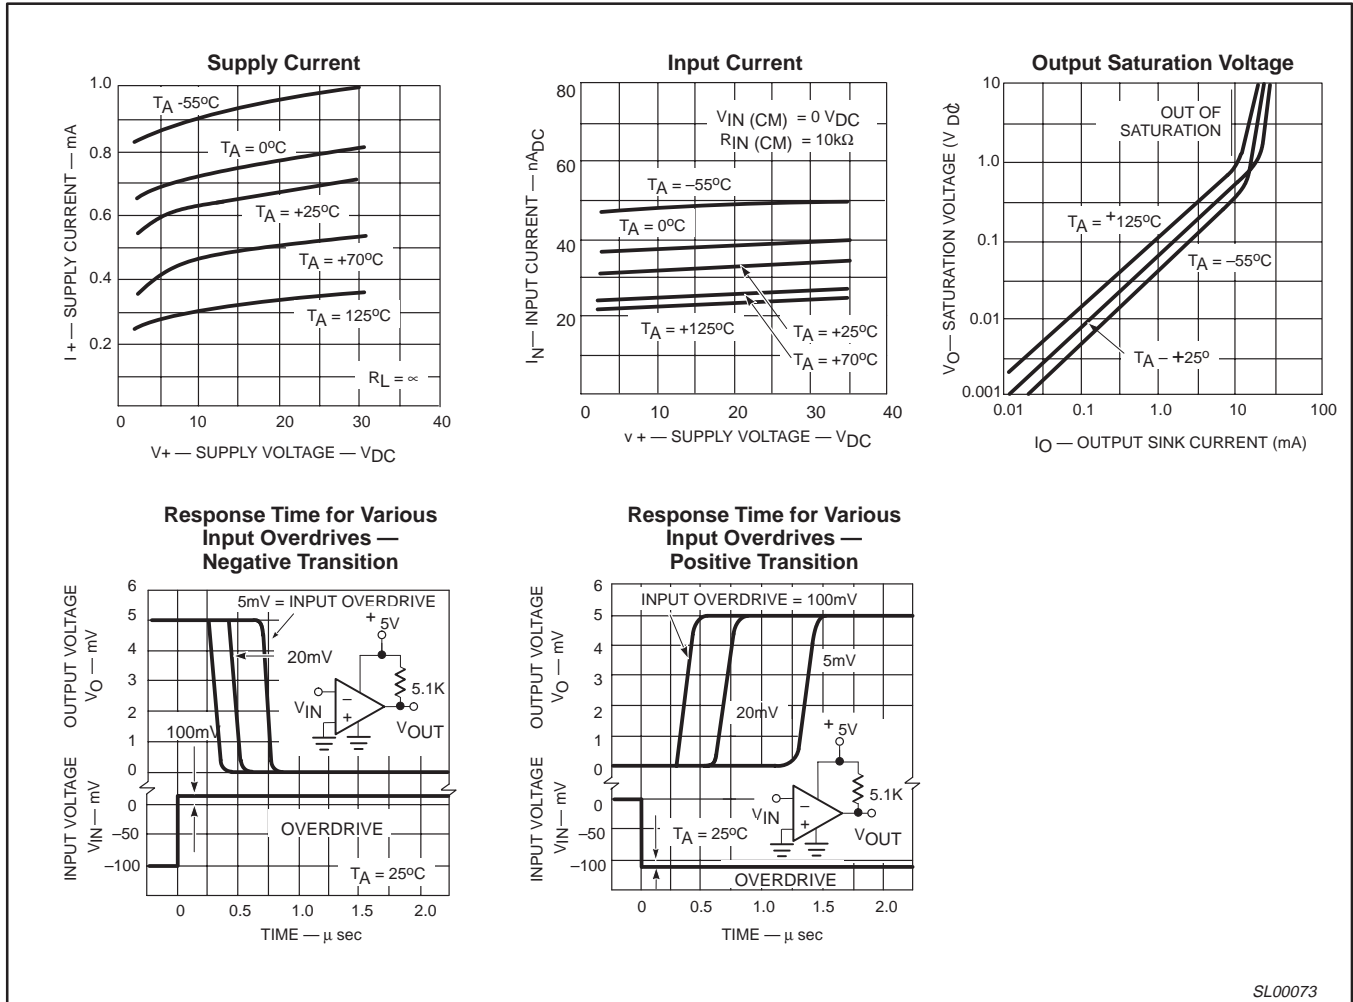 Supply Current
1.0
0.8
0.6
0.4
0.2
I + — SUPPLY CURRENT — mA
TA -55ºC
TA = 0ºC
TA = +25ºC
TA = +70ºC
TA = 125ºC
RL = ∝
0 10 20 30 40
V+ — SUPPLY VOLTAGE — VDC
Input Current
80
60
40
20
0
IN— INPUT CURRENT — nADC
VIN (CM) = 0 VDC
RIN (CM) = 10kΩ
TA = –55ºC
TA = 0ºC
TA = +125ºC
TA = +25ºC
TA = +70ºC
0 10 20 30 40
v + — SUPPLY VOLTAGE — VDC
Output Saturation Voltage
10
1.0
0.1
0.01
0.001
VO— SATURATION VOLTAGE (V DC)
OUT OF
SATURATION
TA = +125ºC
TA = –55ºC
TA – +25º
0.01 0.1 1.0 10 100
IO — OUTPUT SINK CURRENT (mA)
Response Time for Various
Input Overdrives —
Negative Transition
6
5
4
3
2
1
0
OUTPUT VOLTAGE
VO — mV
5mV = INPUT OVERDRIVE
20mV
100mV
+ 5V
5.1K
VIN
–
+
VOUT
0
–50
–100
INPUT VOLTAGE
VIN — mV
OVERDRIVE
TA = 25ºC
0 0.5 1.0 1.5 2.0
TIME — µ sec
Response Time for Various
Input Overdrives —
Positive Transition
6
5
4
3
2
1
0
OUTPUT VOLTAGE
VO — mV
INPUT OVERDRIVE = 100mV
5mV
20mV
+ 5V
5.1K
VIN
–
+
VOUT
0
–50
–100
INPUT VOLTAGE
VIN— mV
TA = 25ºC
OVERDRIVE
0 0.5 1.0 1.5 2.0
TIME — µ sec
SL00073